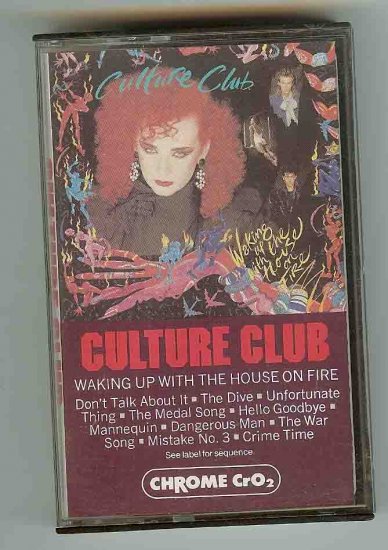 Culture Club
Waking
up
the
with
House
on
FIRE
CULTURE CLUB
WAKING UP WITH THE HOUSE ON FIRE
Don't Talk About It ▪ The Dive ▪ Unfortunate
Thing ▪ The Medal Song ▪ Hello Goodbye ▪
Mannequin ▪ Dangerous Man ▪ The War
Song ▪ Mistake No. 3 ▪ Crime Time
See label for sequence
CHROME CrO₂